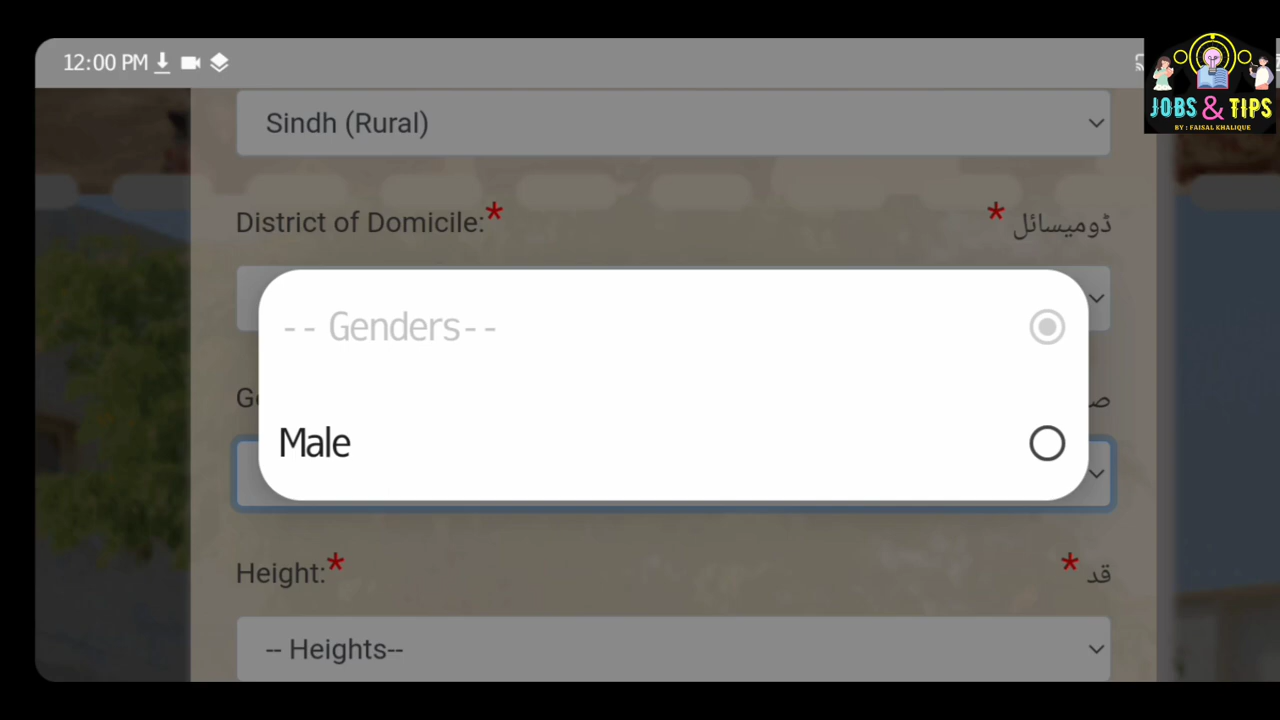 12:00 PM
JOBS & TIPS
BY : FAISAL KHALIQUE
Sindh (Rural)
District of Domicile:*
* ڈومیسائل
-- Genders--
Male
Height:*
* قد
-- Heights--